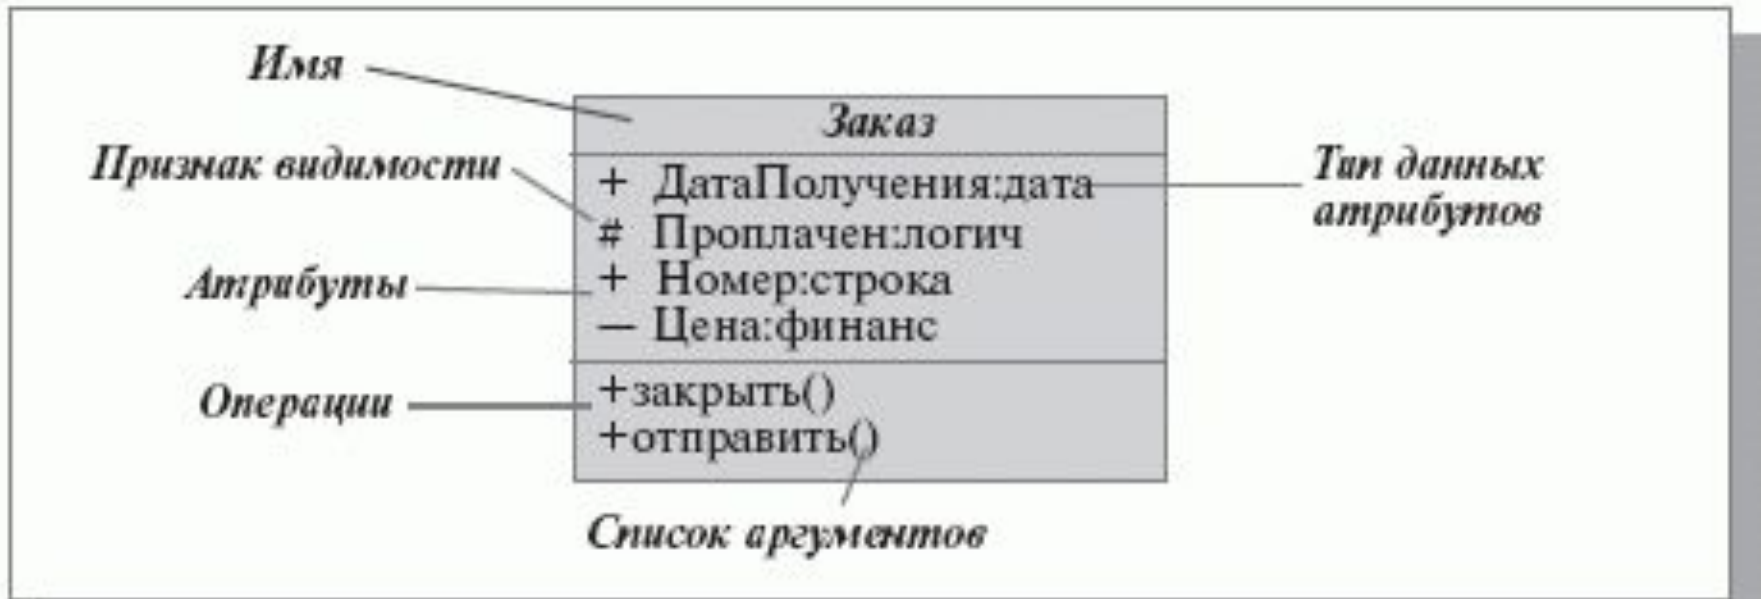 Имя
Заказ
Признак видимости
+ ДатаПолучения:дата
Тип данных
атрибутов
# Проплачен:логич
Атрибуты
+ Номер:строка
— Цена:финанс
Операции
+закрыть()
+отправить()
Список аргументов